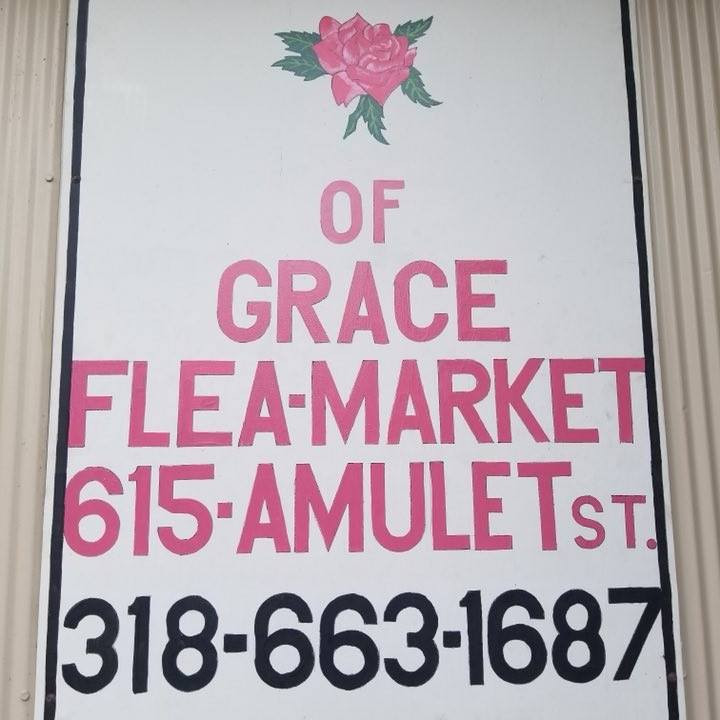 OF
GRACE
FLEA-MARKET
615-AMULET ST.
318-663-1687